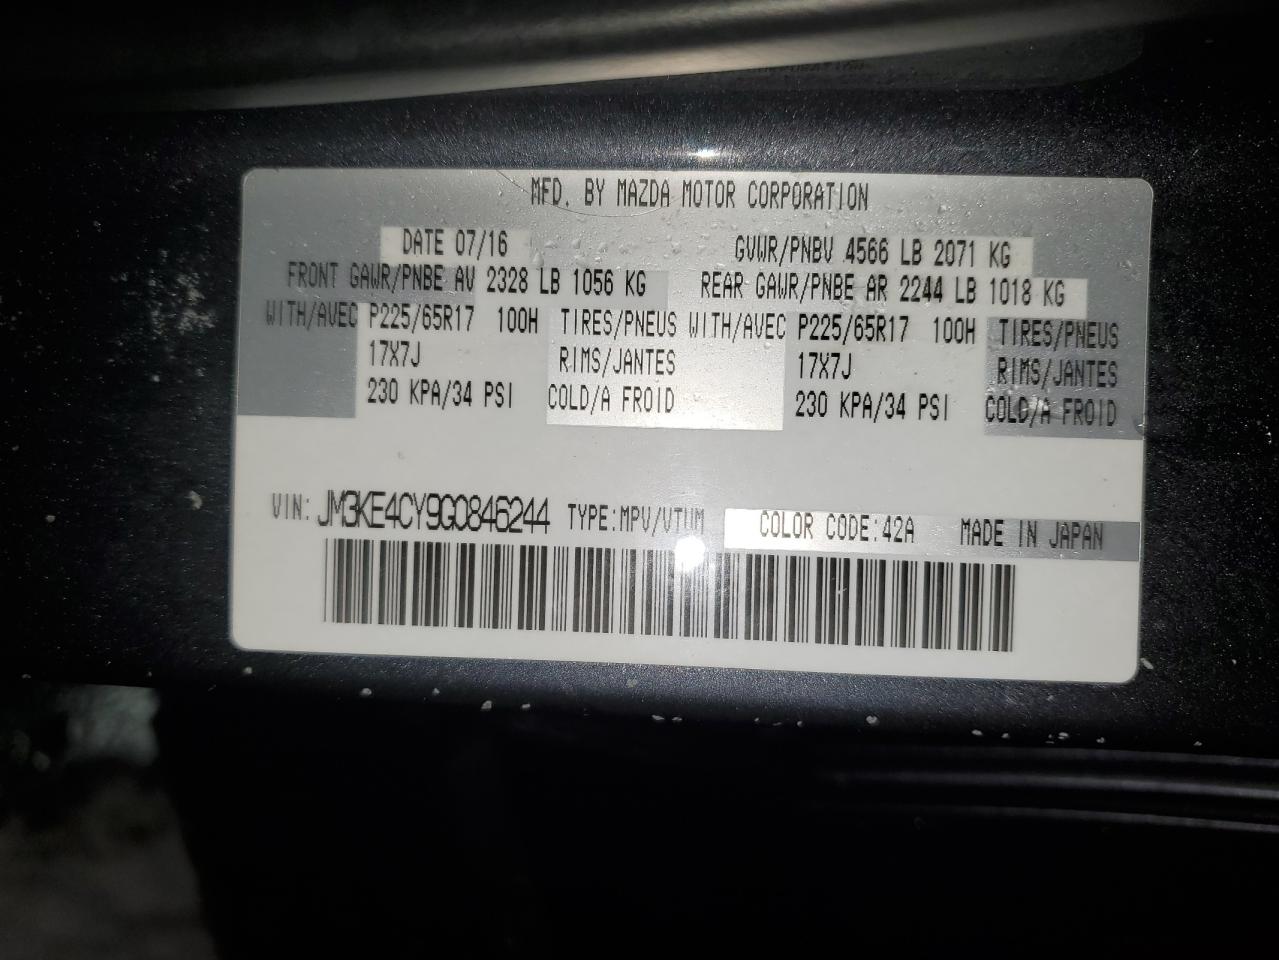 MFD. BY MAZDA MOTOR CORPORATION
DATE 07/16 GVWR/PNBV 4566 LB 2071 KG
FRONT GAWR/PNBE AV 2328 LB 1056 KG REAR GAWR/PNBE AR 2244 LB 1018 KG
WITH/AVEC P225/65R17 100H TIRES/PNEUS WITH/AVEC P225/65R17 100H TIRES/PNEUS
17X7J RIMS/JANTES 17X7J RIMS/JANTES
230 KPA/34 PSI COLD/A FROID 230 KPA/34 PSI COLD/A FROID
VIN: JM3KE4CY9G0846244 TYPE:MPV/VTUM COLOR CODE:42A MADE IN JAPAN